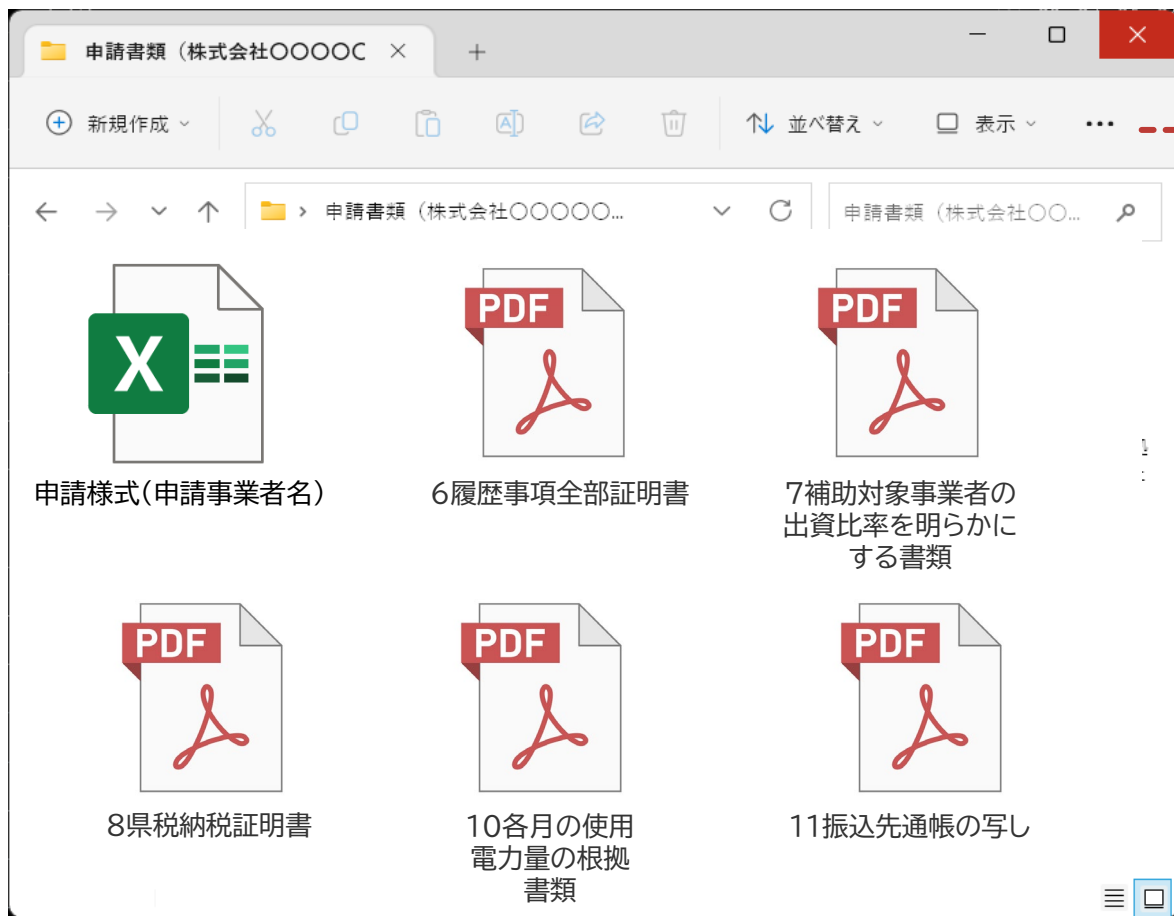 申請書類（株式会社〇〇〇〇〇
新規作成
並べ替え
表示
申請書類（株式会社〇〇〇〇〇...
申請書類（株式会社〇〇...
X
PDF
PDF
申請様式（申請事業者名）
6履歴事項全部証明書
7補助対象事業者の
出資比率を明らかに
する書類
PDF
PDF
PDF
8県税納税証明書
10各月の使用
電力量の根拠
書類
11振込先通帳の写し